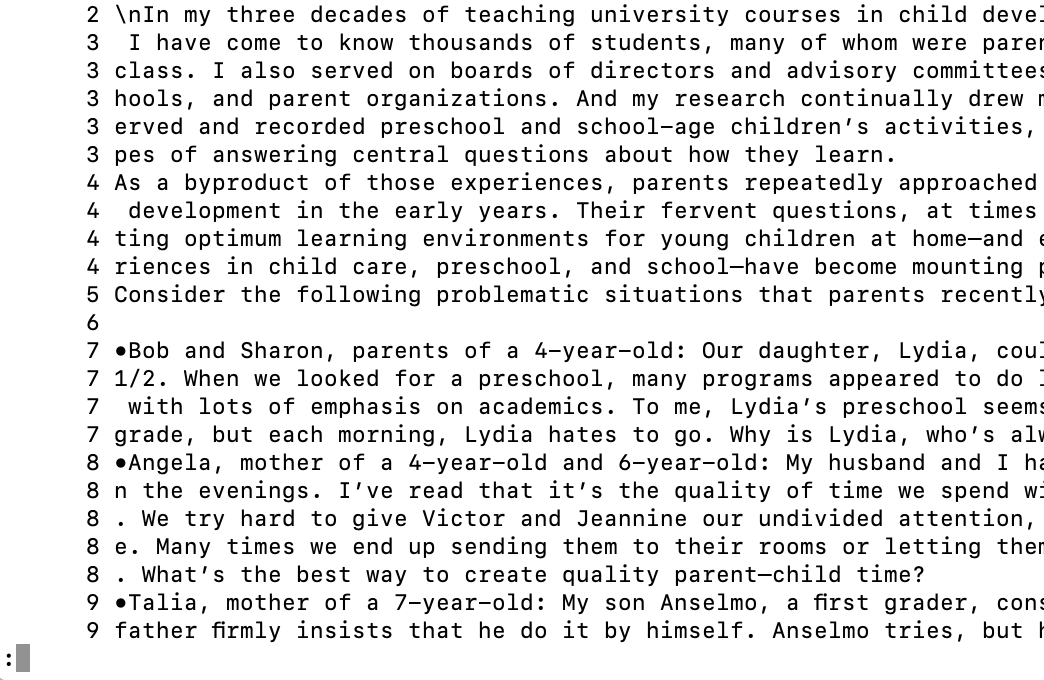 2 \nIn my three decades of teaching university courses in child devel
3  I have come to know thousands of students, many of whom were paren
3 class. I also served on boards of directors and advisory committees
3 hools, and parent organizations. And my research continually drew m
3 erved and recorded preschool and school–age children’s activities,
3 pes of answering central questions about how they learn.
4 As a byproduct of those experiences, parents repeatedly approached
4  development in the early years. Their fervent questions, at times
4 ting optimum learning environments for young children at home—and e
4 riences in child care, preschool, and school—have become mounting p
5 Consider the following problematic situations that parents recently
6
7 •Bob and Sharon, parents of a 4–year–old: Our daughter, Lydia, coul
7 1/2. When we looked for a preschool, many programs appeared to do l
7  with lots of emphasis on academics. To me, Lydia’s preschool seems
7 grade, but each morning, Lydia hates to go. Why is Lydia, who’s alw
8 •Angela, mother of a 4–year–old and 6–year–old: My husband and I ha
8 n the evenings. I’ve read that it’s the quality of time we spend wi
8 . We try hard to give Victor and Jeannine our undivided attention,
8 e. Many times we end up sending them to their rooms or letting them
8 . What’s the best way to create quality parent–child time?
9 •Talia, mother of a 7–year–old: My son Anselmo, a first grader, cons
9 father firmly insists that he do it by himself. Anselmo tries, but h
: